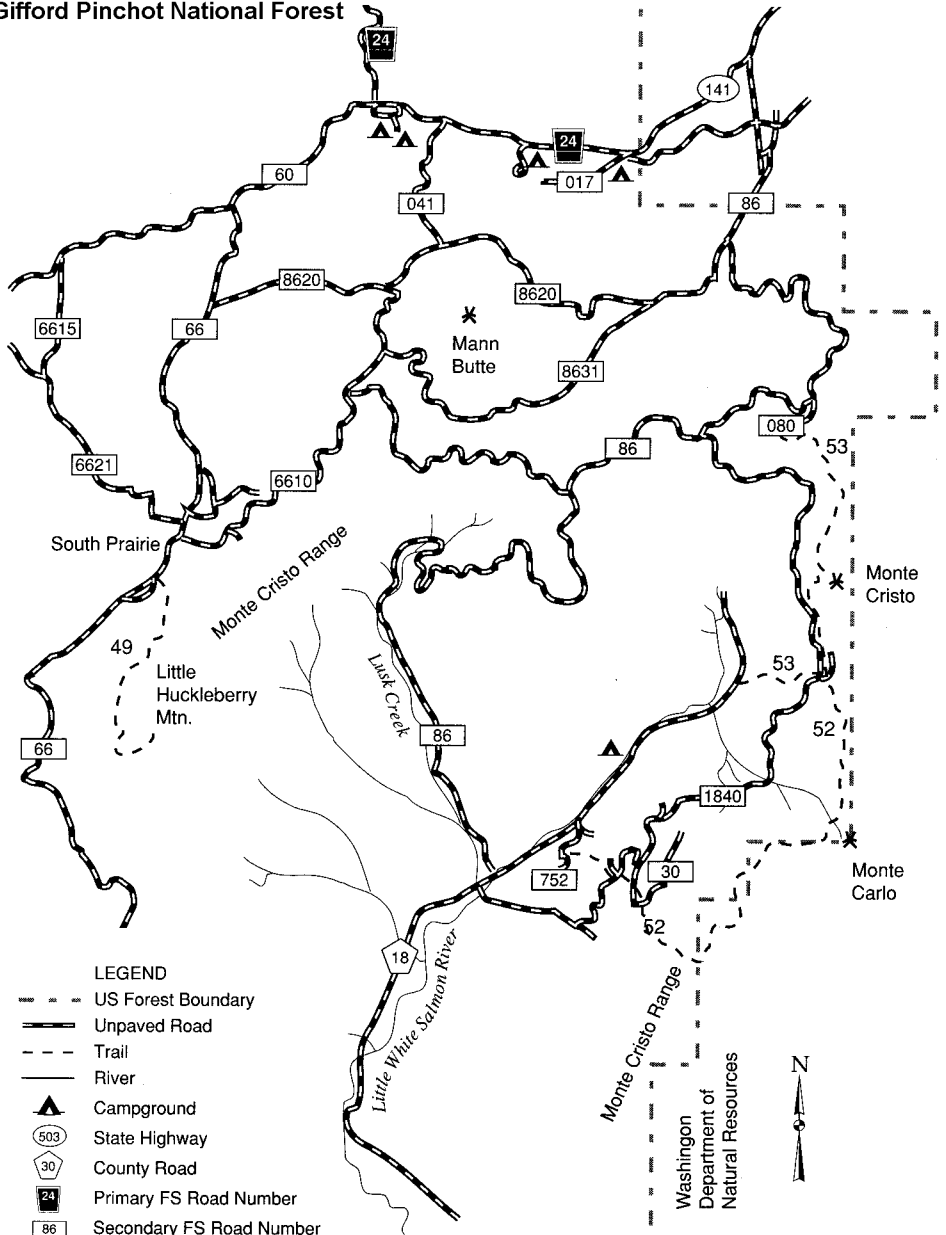 Gifford Pinchot National Forest
24
141
24
60
017
041
86
8620
8620
6615
66
Mann
Butte
8631
080
53
86
6621
6610
South Prairie
Monte Cristo Range
Monte
Cristo
49
Little
Huckleberry
Mtn.
Lusk Creek
53
52
66
86
1840
752
30
Monte
Carlo
52
18
Little White Salmon River
Monte Cristo Range
Washingon
Department of
Natural Resources
N
LEGEND
US Forest Boundary
Unpaved Road
Trail
River
Campground
503 State Highway
30 County Road
24 Primary FS Road Number
86 Secondary FS Road Number